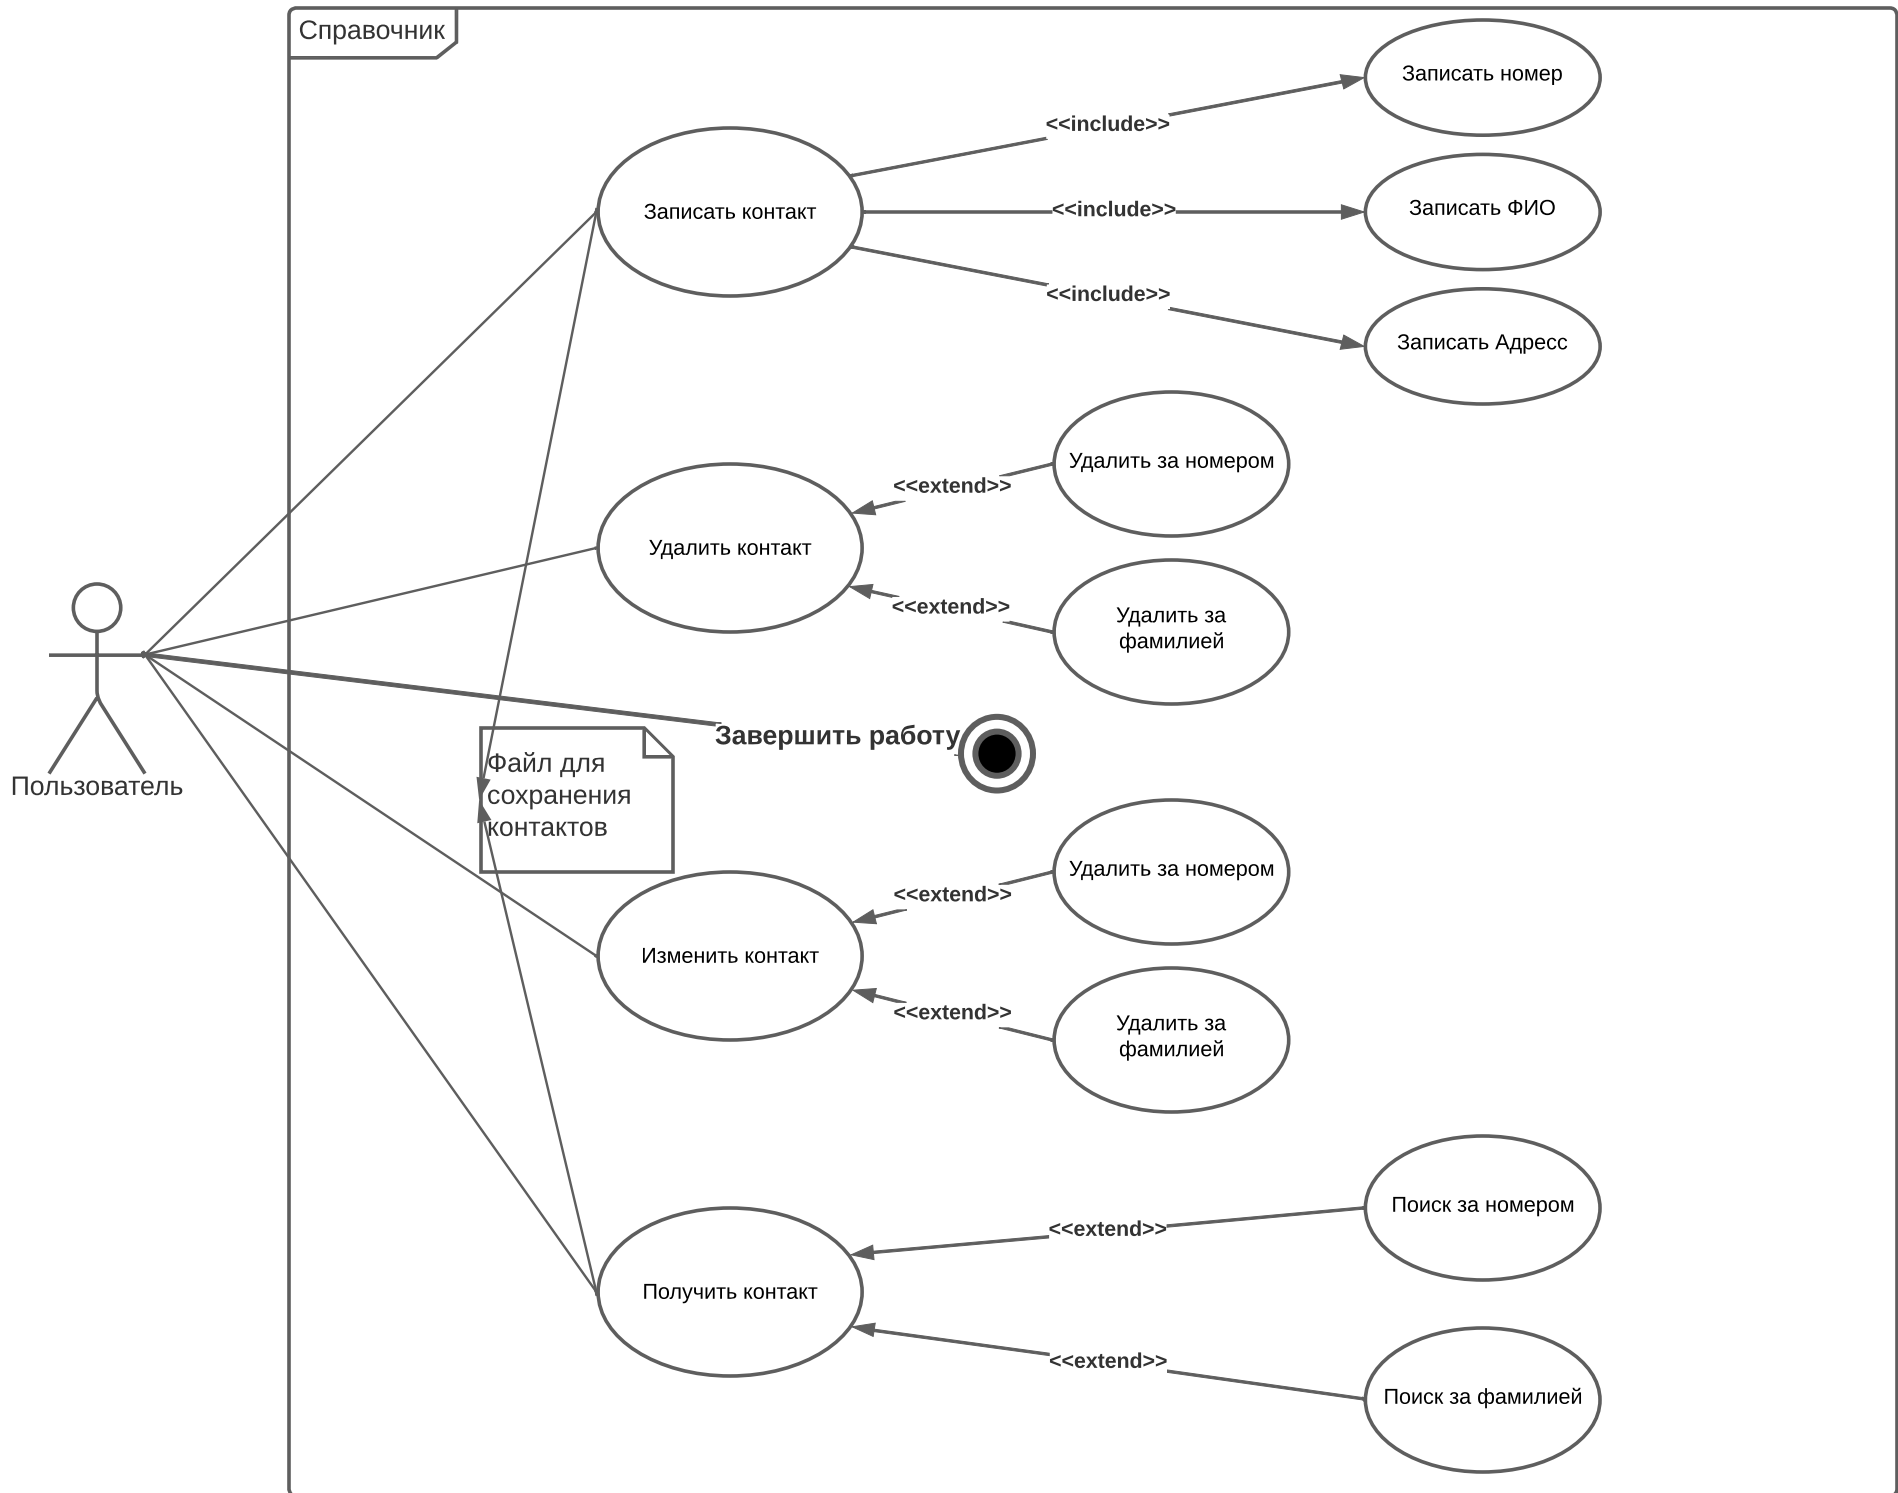 Справочник
Записать номер
<<include>>
Записать контакт
<<include>>
Записать ФИО
<<include>>
Записать Адресс
Удалить за номером
<<extend>>
Удалить контакт
<<extend>>
Удалить за
фамилией
Завершить работу
Пользователь
Файл для
сохранения
контактов
Удалить за номером
<<extend>>
Изменить контакт
<<extend>>
Удалить за
фамилией
Поиск за номером
<<extend>>
Получить контакт
<<extend>>
Поиск за фамилией